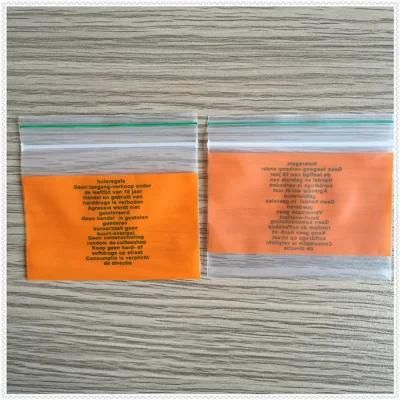 huisregels
Geen toegang-verkoop onder
de leeftijd van 18 jaar
Handel en gebruik van
harddrugs is verboden
Agressie wordt niet
getolereerd
Geen handel in gestolen
goederen
Veroorzaak geen
buurt-overlast
Geen samenscholing
rondom de coffeeshop
Koop geen hard- of
softdrugs op straat
Consumptie is verplicht
de directie